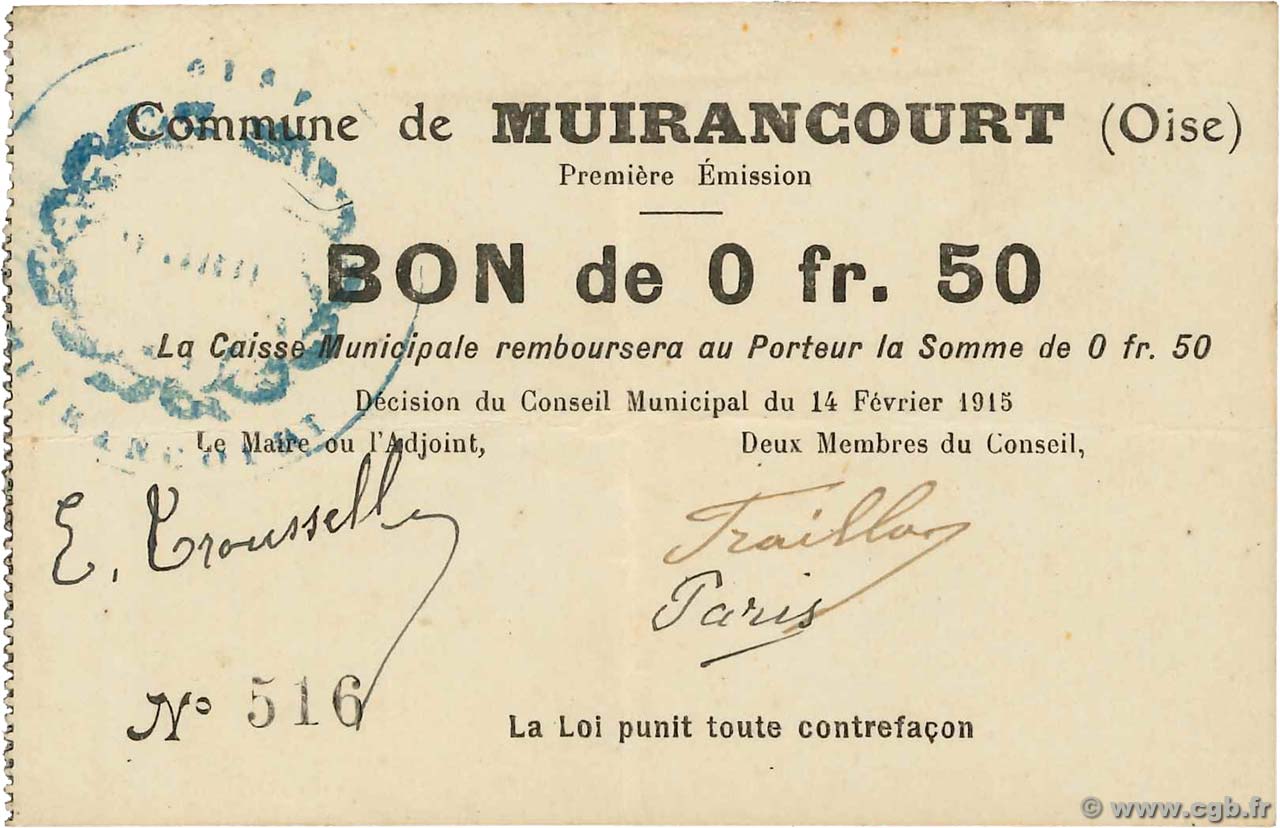 Commune de MUIRANCOURT (Oise)
Première Émission
BON de 0 fr. 50
La Caisse Municipale remboursera au Porteur la Somme de 0 fr. 50
Décision du Conseil Municipal du 14 Février 1915
Le Maire ou l'Adjoint,
Deux Membres du Conseil,
E. Troussell
Paris
N° 516
La Loi punit toute contrefaçon
© www.cgb.fr